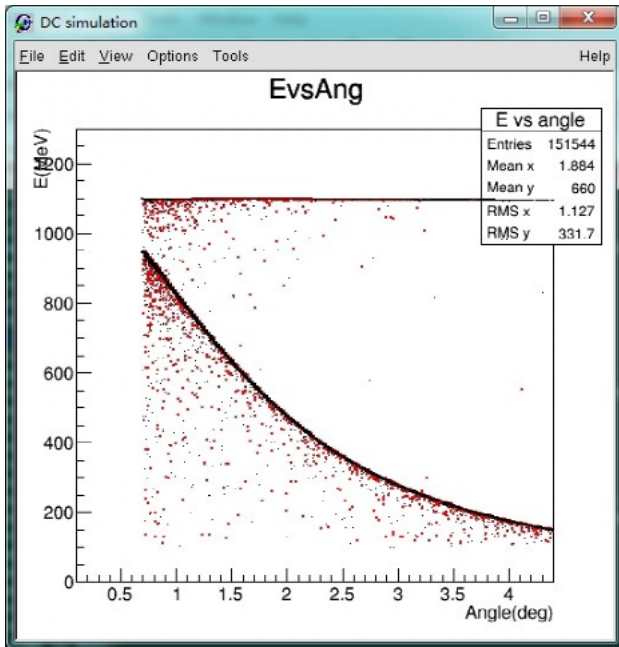 DC simulation
File Edit View Options Tools Help
EvsAng
E vs angle
Entries 151544
Mean x 1.884
Mean y 660
RMS x 1.127
RMS y 331.7
E(MeV)
1200
1000
800
600
400
200
0
0.5 1 1.5 2 2.5 3 3.5 4
Angle(deg)